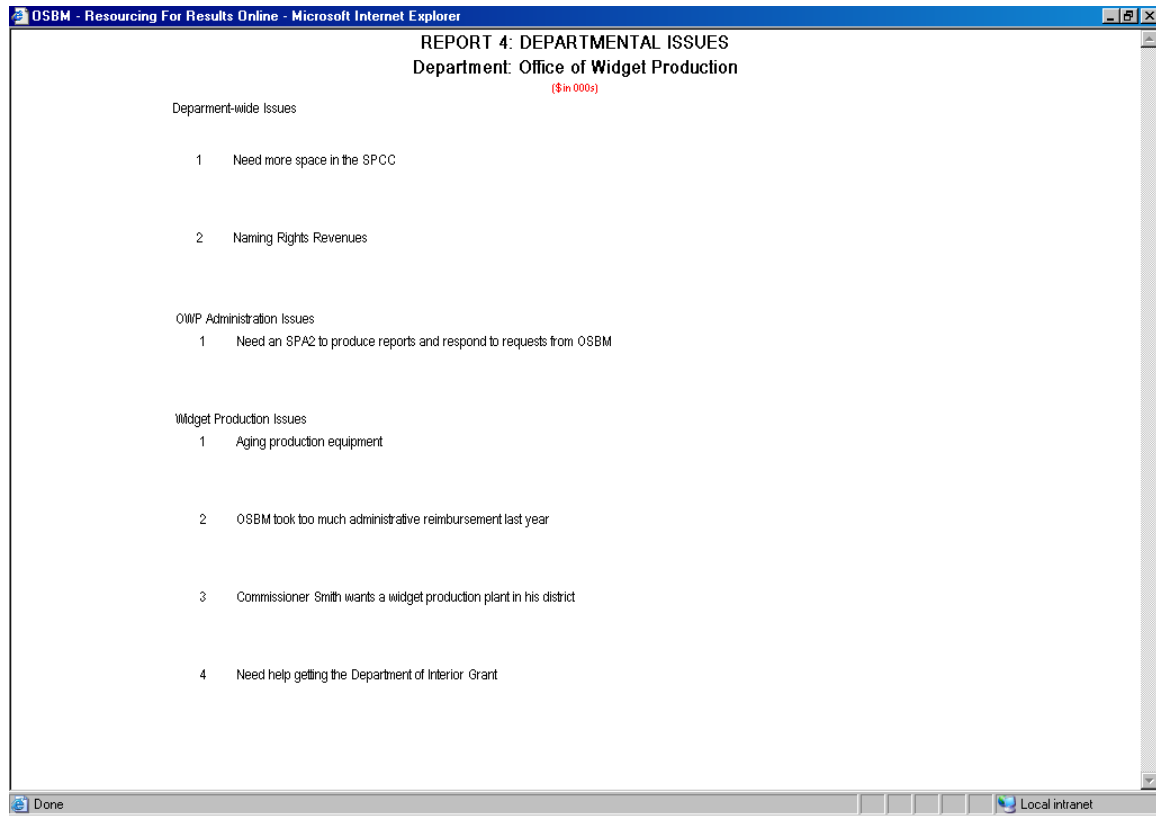 OSBM - Resourcing For Results Online - Microsoft Internet Explorer
REPORT 4: DEPARTMENTAL ISSUES
Department: Office of Widget Production
($ in 000s)
Deparment-wide Issues
1 Need more space in the SPCC
2 Naming Rights Revenues
OWP Administration Issues
1 Need an SPA2 to produce reports and respond to requests from OSBM
Widget Production Issues
1 Aging production equipment
2 OSBM took too much administrative reimbursement last year
3 Commissioner Smith wants a widget production plant in his district
4 Need help getting the Department of Interior Grant
Done Local intranet